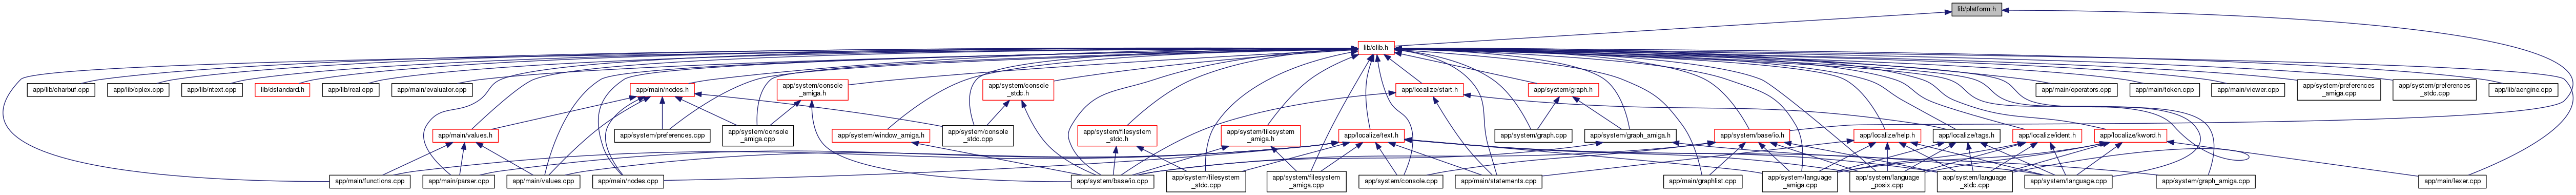 lib/platform.h
lib/clib.h
app/lib/charbuf.cpp
app/lib/cplex.cpp
app/lib/ntext.cpp
lib/dstandard.h
app/lib/real.cpp
app/main/evaluator.cpp
app/main/nodes.h
app/system/console
_amiga.h
app/system/console
_stdc.h
app/localize/start.h
app/system/graph.h
app/main/operators.cpp
app/main/token.cpp
app/main/viewer.cpp
app/system/preferences
_amiga.cpp
app/system/preferences
_stdc.cpp
app/lib/aengine.cpp
app/main/values.h
app/system/preferences.cpp
app/system/console
_amiga.cpp
app/system/window_amiga.h
app/system/console
_stdc.cpp
app/system/filesystem
_stdc.h
app/system/filesystem
_amiga.h
app/localize/text.h
app/system/graph.cpp
app/system/graph_amiga.h
app/system/baseio.h
app/localize/help.h
app/localize/tags.h
app/localize/ident.h
app/localize/kword.h
app/main/functions.cpp
app/main/parser.cpp
app/main/values.cpp
app/main/nodes.cpp
app/system/baseio.cpp
app/system/filesystem
_stdc.cpp
app/system/filesystem
_amiga.cpp
app/system/console.cpp
app/main/statements.cpp
app/main/graphlist.cpp
app/system/language
_amiga.cpp
app/system/language
_posix.cpp
app/system/language
_stdc.cpp
app/system/language.cpp
app/system/graph_amiga.cpp
app/main/lexer.cpp